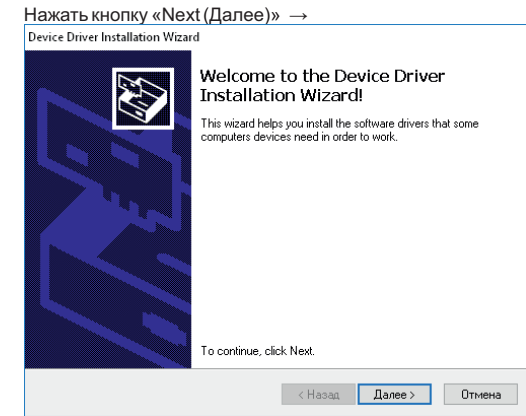 Нажать кнопку «Next (Далее)» →
Device Driver Installation Wizard
Welcome to the Device Driver
Installation Wizard!
This wizard helps you install the software drivers that some
computers devices need in order to work.
To continue, click Next.
< Назад
Далее >
Отмена